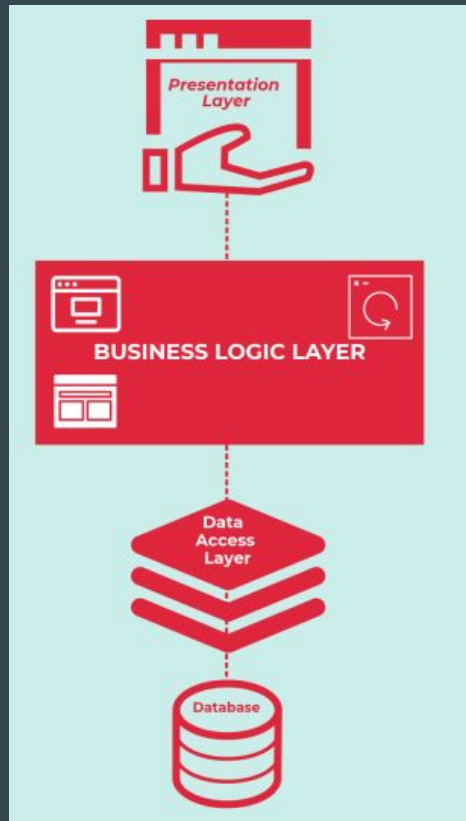 Presentation
Layer
BUSINESS LOGIC LAYER
Data
Access
Layer
Database